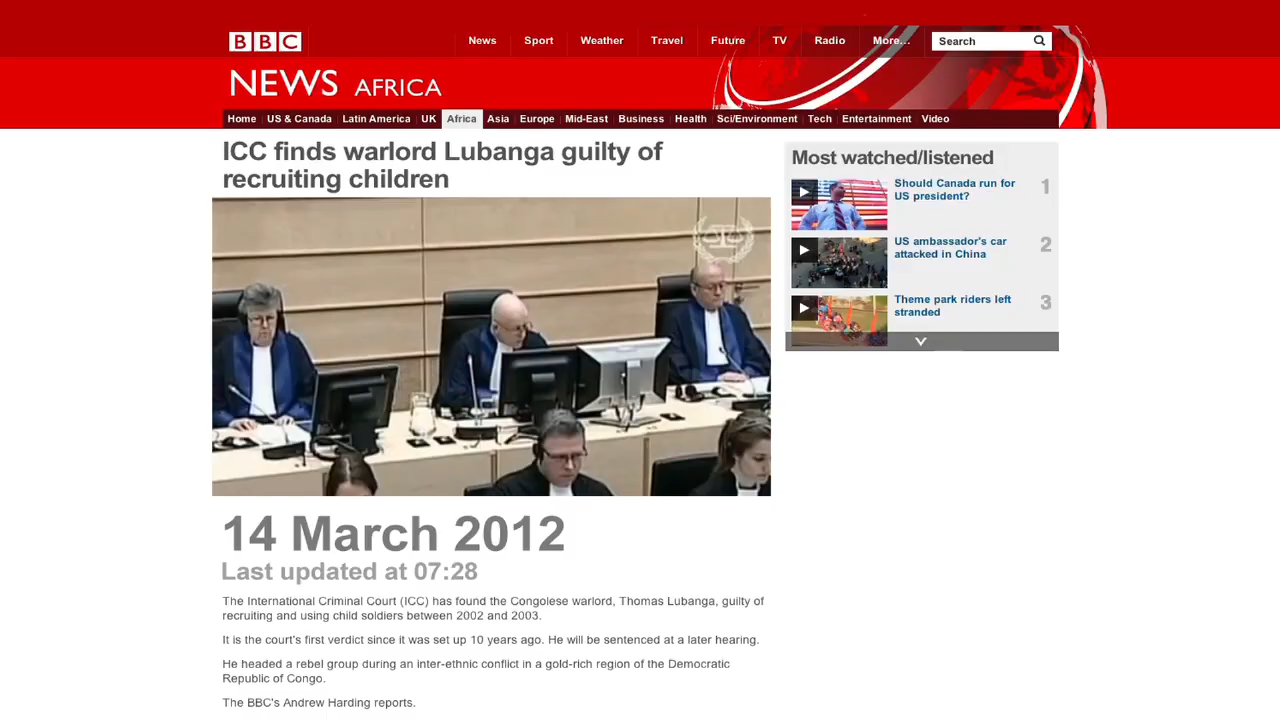 BBC
News Sport Weather Travel Future TV Radio More... Search
NEWS AFRICA
Home US & Canada Latin America UK Africa Asia Europe Mid-East Business Health Sci/Environment Tech Entertainment Video
ICC finds warlord Lubanga guilty of
recruiting children
14 March 2012
Last updated at 07:28
The International Criminal Court (ICC) has found the Congolese warlord, Thomas Lubanga, guilty of
recruiting and using child soldiers between 2002 and 2003.
It is the court's first verdict since it was set up 10 years ago. He will be sentenced at a later hearing.
He headed a rebel group during an inter-ethnic conflict in a gold-rich region of the Democratic
Republic of Congo.
The BBC's Andrew Harding reports.
Most watched/listened
Should Canada run for 1
US president?
US ambassador's car 2
attacked in China
Theme park riders left 3
stranded